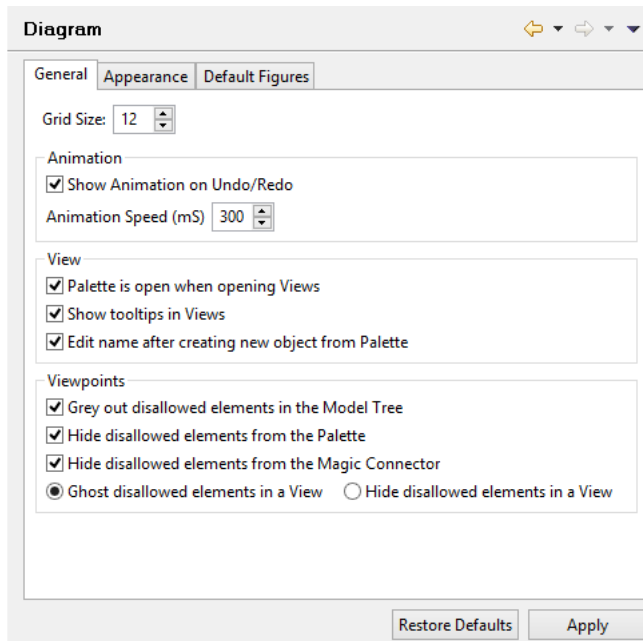 Diagram
General Appearance Default Figures
Grid Size: 12
Animation
Show Animation on Undo/Redo
Animation Speed (mS) 300
View
Palette is open when opening Views
Show tooltips in Views
Edit name after creating new object from Palette
Viewpoints
Grey out disallowed elements in the Model Tree
Hide disallowed elements from the Palette
Hide disallowed elements from the Magic Connector
Ghost disallowed elements in a View Hide disallowed elements in a View
Restore Defaults Apply